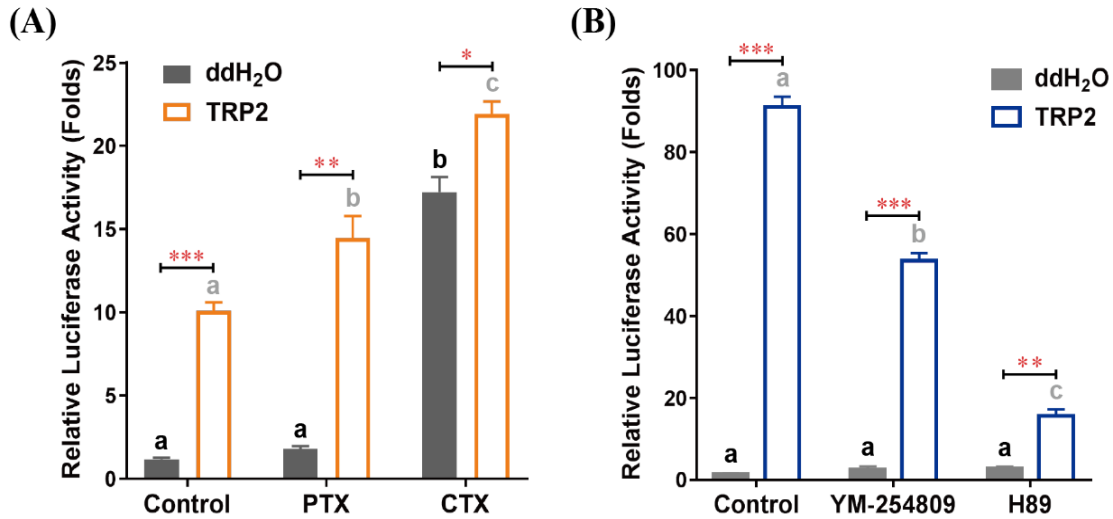 (A)
Relative Luciferase Activity (Folds)
25
20
15
10
5
0
ddH₂O
TRP2
***
a
a
**
a
b
*
b
c
Control
PTX
CTX
(B)
Relative Luciferase Activity (Folds)
100
80
60
40
20
0
ddH₂O
TRP2
***
a
a
***
a
b
**
a
c
Control
YM-254809
H89